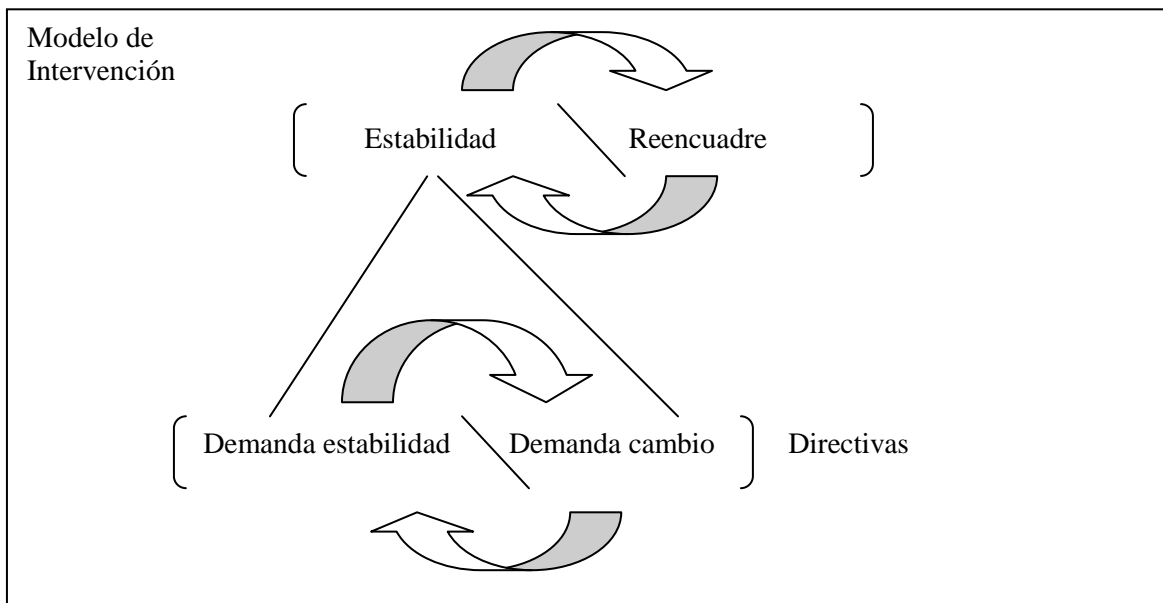 Modelo de
Intervención
Estabilidad Reencuadre
Demanda estabilidad Demanda cambio Directivas